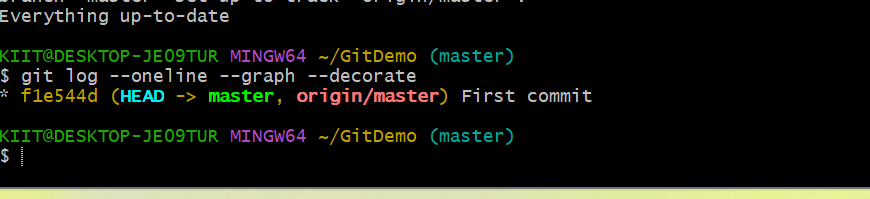 Everything up-to-date
KIIT@DESKTOP-JEO9TUR MINGW64 ~/GitDemo (master)
$ git log --oneline --graph --decorate
* f1e544d (HEAD -> master, origin/master) First commit
KIIT@DESKTOP-JEO9TUR MINGW64 ~/GitDemo (master)
$